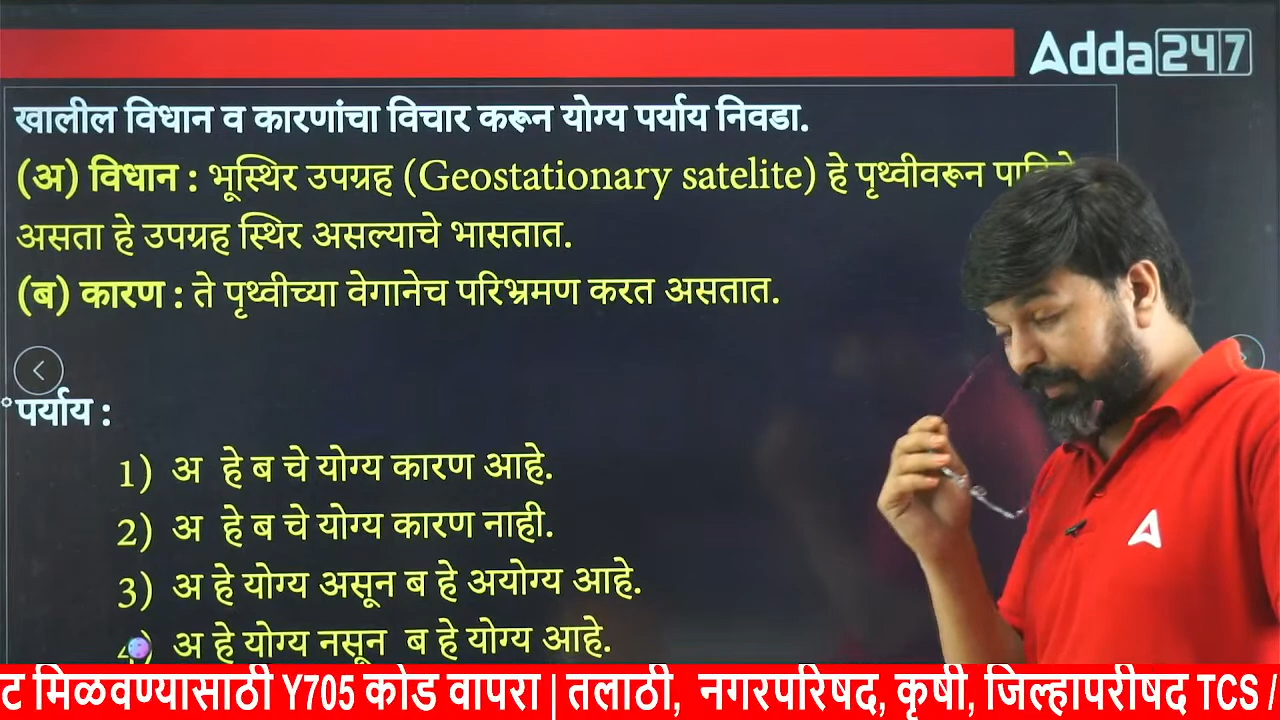 Adda247
खालील विधान व कारणांचा विचार करून योग्य पर्याय निवडा.
(अ) विधान : भूस्थिर उपग्रह (Geostationary satelite) हे पृथ्वीवरून
असता हे उपग्रह स्थिर असल्याचे भासतात.
(ब) कारण : ते पृथ्वीच्या वेगानेच परिभ्रमण करत असतात.
पर्याय :
1) अ हे ब चे योग्य कारण आहे.
2) अ हे ब चे योग्य कारण नाही.
3) अ हे योग्य असून ब हे अयोग्य आहे.
4) अ हे योग्य नसून ब हे योग्य आहे.
ट मिळवण्यासाठी Y705 कोड वापरा | तलाठी, नगरपरिषद, कृषी, जिल्हापरीषद TCS /